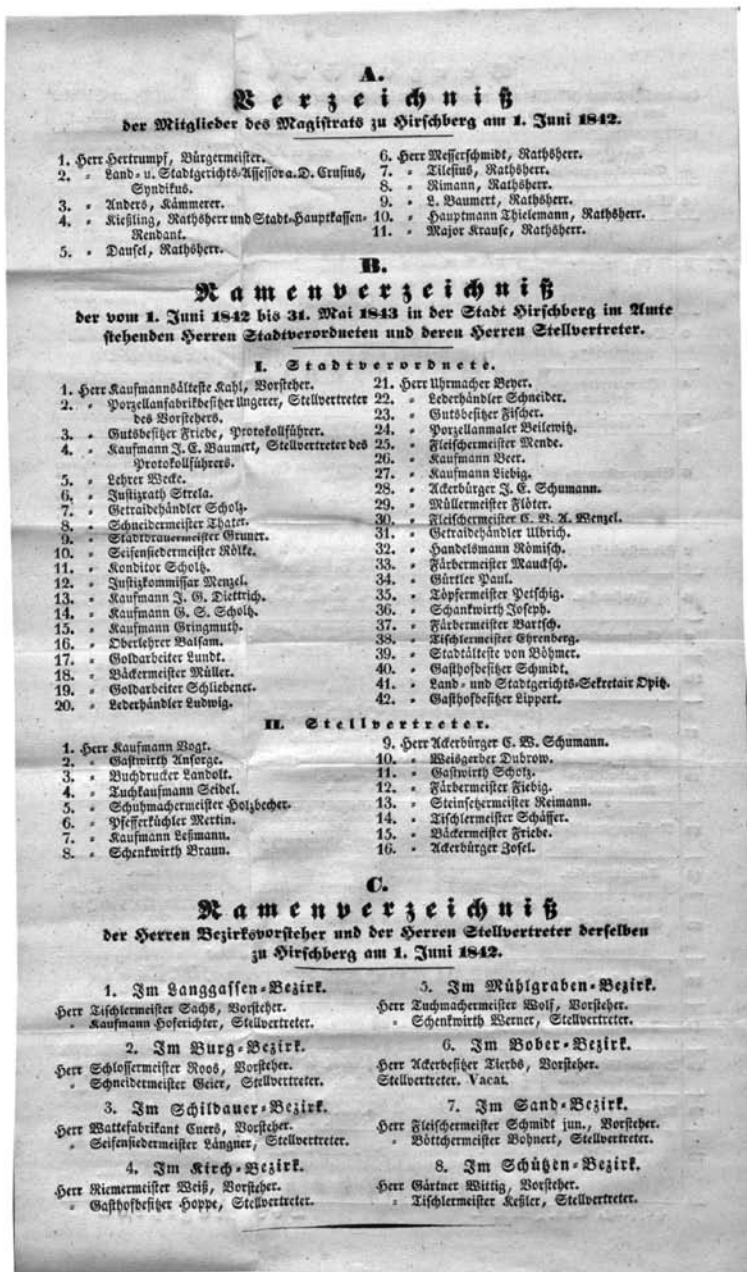 A.
Verzeichniß
der Mitglieder des Magistrats zu Hirschberg am 1. Juni 1842.
1. Herr Hertrumpf, Bürgermeister.
2. „ Land- u. Stadtgerichts-Assessor a. D. Crusius,
Syndikus.
3. „ Anders, Kämmerer.
4. „ Kießling, Rathsherr und Stadt-Hauptkassen-
Rendant.
5. „ Dausel, Rathsherr.
6. Herr Messerschmidt, Rathsherr.
7. „ Tilesius, Rathsherr.
8. „ Rimann, Rathsherr.
9. „ L. Baumert, Rathsherr.
10. „ Hauptmann Thielemann, Rathsherr.
11. „ Major Krause, Rathsherr.
B.
Namenverzeichniß
der vom 1. Juni 1842 bis 31. Mai 1843 in der Stadt Hirschberg im Amte
stehenden Herren Stadtverordneten und deren Herren Stellvertreter.
I. Stadtverordnete.
1. Herr Kaufmannsälteste Kahl, Vorsteher.
2. „ Porzellanfabrikbesitzer Ungerer, Stellvertreter
des Vorstehers.
3. „ Gutsbesitzer Friebe, Protokollführer.
4. „ Kaufmann J. E. Baumert, Stellvertreter des
Protokollführers.
5. „ Lehrer Wecke.
6. „ Justizrath Strela.
7. „ Getraidehändler Scholz.
8. „ Schneidermeister Thater.
9. „ Stadtbrauermeister Gruner.
10. „ Seifensiedermeister Rölke.
11. „ Konditor Scholtz.
12. „ Justizkommissar Menzel.
13. „ Kaufmann J. G. Diettrich.
14. „ Kaufmann G. S. Scholtz.
15. „ Kaufmann Gringmuth.
16. „ Oberlehrer Balsam.
17. „ Goldarbeiter Lundt.
18. „ Bäckermeister Müller.
19. „ Goldarbeiter Schliebener.
20. „ Lederhändler Ludwig.
21. Herr Uhrmacher Beyer.
22. „ Lederhändler Schneider.
23. „ Gutsbesitzer Fischer.
24. „ Porzellanmaler Beilewitz.
25. „ Fleischermeister Mende.
26. „ Kaufmann Beer.
27. „ Kaufmann Liebig.
28. „ Ackerbürger J. E. Schumann.
29. „ Müllermeister Flöter.
30. „ Fleischermeister C. B. A. Wenzel.
31. „ Getraidehändler Ulbrich.
32. „ Handelsmann Römisch.
33. „ Färbermeister Mauksch.
34. „ Gürtler Paul.
35. „ Töpfermeister Petschig.
36. „ Schankwirth Joseph.
37. „ Färbermeister Bartsch.
38. „ Tischlermeister Ehrenberg.
39. „ Stadtälteste von Böhmer.
40. „ Gasthofbesitzer Schmidt.
41. „ Land- und Stadtgerichts-Sekretair Opitz.
42. „ Gasthofbesitzer Lippert.
II. Stellvertreter.
1. Herr Kaufmann Vogt.
2. „ Gastwirth Ansorge.
3. „ Buchdrucker Landolt.
4. „ Tuchkaufmann Seidel.
5. „ Schuhmachermeister Holzbecher.
6. „ Pfefferküchler Mertin.
7. „ Kaufmann Leßmann.
8. „ Schenkwirth Braun.
9. Herr Ackerbürger C. W. Schumann.
10. „ Weisgerber Dubrow.
11. „ Gastwirth Scholz.
12. „ Färbermeister Fiebig.
13. „ Steinsetzermeister Reimann.
14. „ Tischlermeister Schäffer.
15. „ Bäckermeister Friebe.
16. „ Ackerbürger Zosel.
C.
Namenverzeichniß
der Herren Bezirksvorsteher und der Herren Stellvertreter derselben
zu Hirschberg am 1. Juni 1842.
1. Im Langgassen-Bezirk.
Herr Tischlermeister Sachs, Vorsteher.
„ Kaufmann Hoferichter, Stellvertreter.
2. Im Burg-Bezirk.
Herr Schlossermeister Roos, Vorsteher.
„ Schneidermeister Geier, Stellvertreter.
3. Im Schildauer-Bezirk.
Herr Wattefabrikant Cuers, Vorsteher.
„ Seifensiedermeister Längner, Stellvertreter.
4. Im Kirch-Bezirk.
Herr Riemermeister Weiß, Vorsteher.
„ Gasthofbesitzer Hoppe, Stellvertreter.
5. Im Mühlgraben-Bezirk.
Herr Tuchmachermeister Wolf, Vorsteher.
„ Schenkwirth Werner, Stellvertreter.
6. Im Bober-Bezirk.
Herr Ackerbesitzer Tierbs, Vorsteher.
Stellvertreter. Vacat.
7. Im Sand-Bezirk.
Herr Fleischermeister Schmidt jun., Vorsteher.
„ Böttchermeister Bohnert, Stellvertreter.
8. Im Schützen-Bezirk.
Herr Gärtner Wittig, Vorsteher.
„ Tischlermeister Keßler, Stellvertreter.